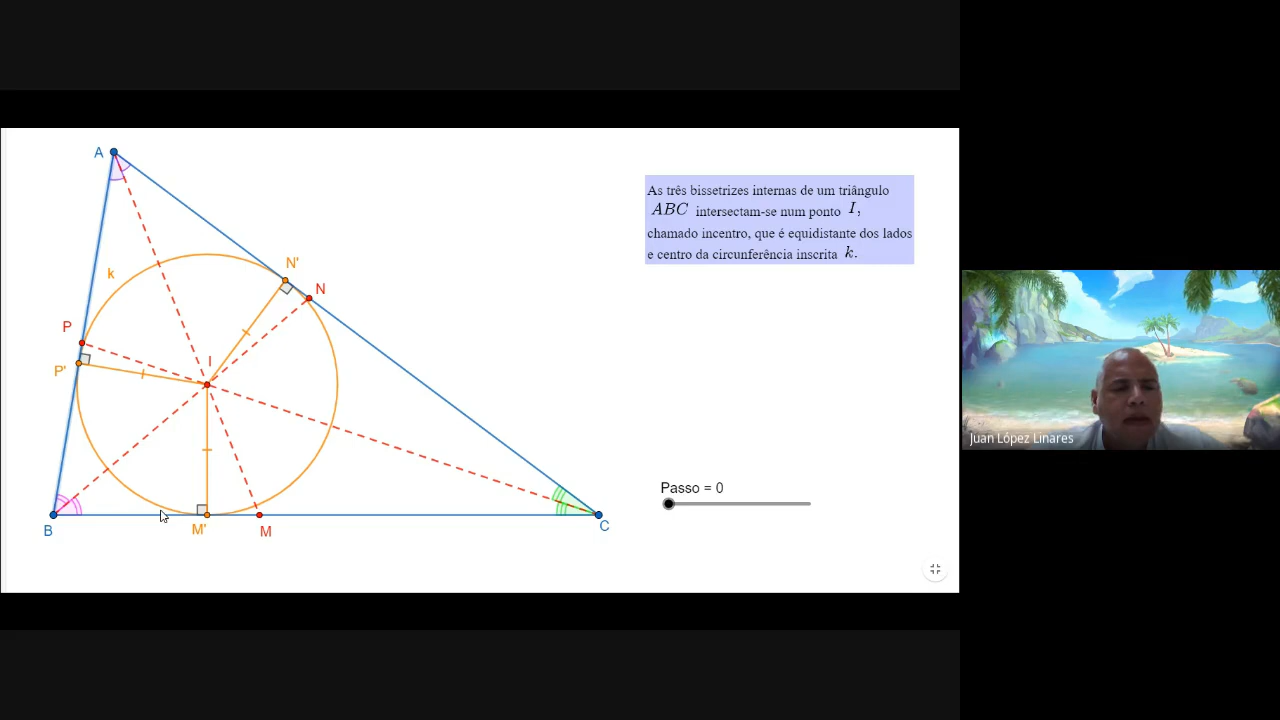 A
As três bissetrizes internas de um triângulo
ABC intersectam-se num ponto I,
chamado incentro, que é equidistante dos lados
e centro da circunferência inscrita k.
N'
k
N
P
I
P'
Juan López Linares
Passo = 0
B
M'
M
C